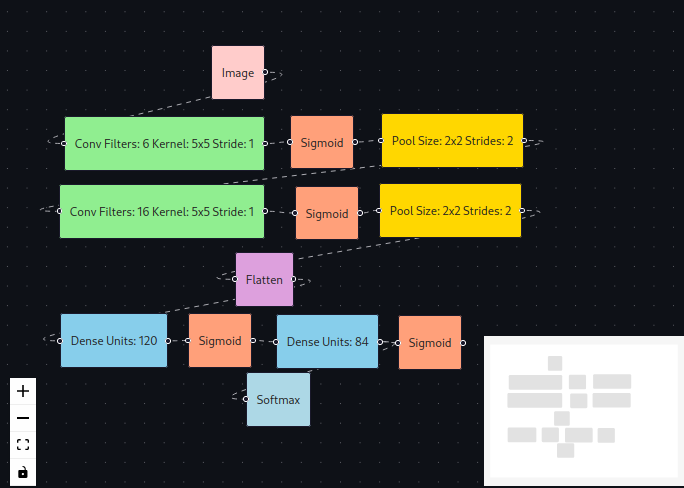 Image
Conv Filters: 6 Kernel: 5x5 Stride: 1
Sigmoid
Pool Size: 2x2 Strides: 2
Conv Filters: 16 Kernel: 5x5 Stride: 1
Sigmoid
Pool Size: 2x2 Strides: 2
Flatten
Dense Units: 120
Sigmoid
Dense Units: 84
Sigmoid
Softmax